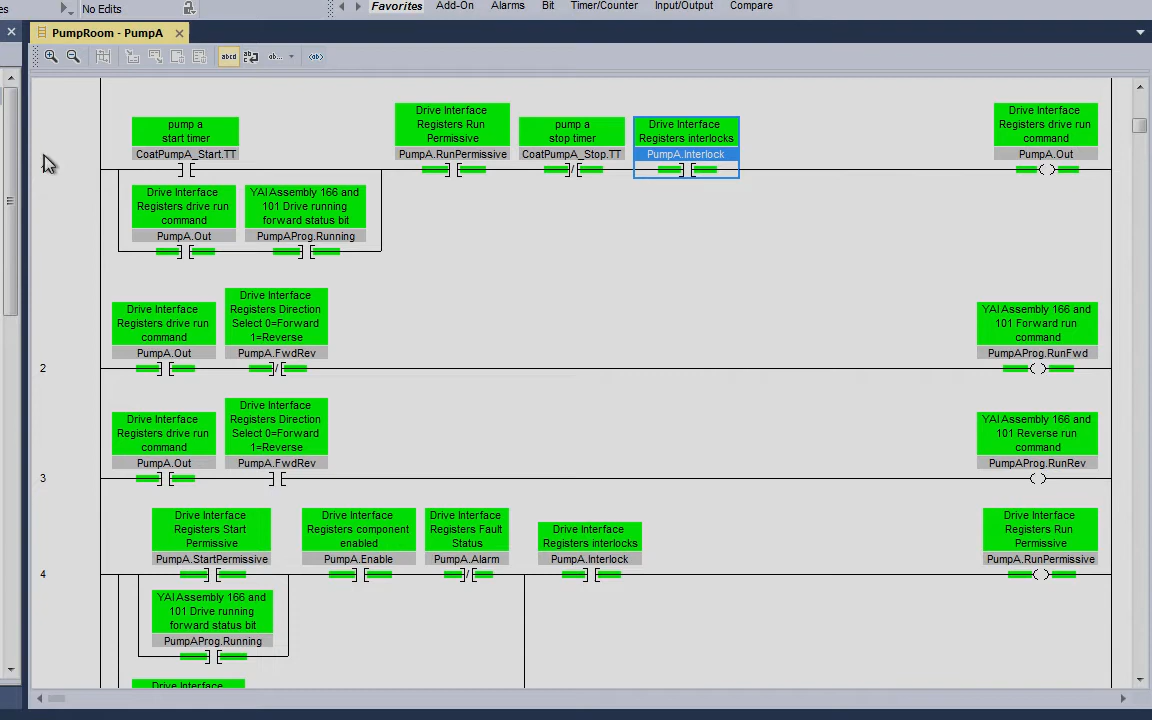 es
No Edits
Favorites
Add-On
Alarms
Bit
Timer/Counter
Input/Output
Compare
PumpRoom - PumpA
abcd
ab...
pump a
start timer
CoatPumpA_Start.TT
Drive Interface
Registers Run
Permissive
PumpA.RunPermissive
pump a
stop timer
CoatPumpA_Stop.TT
Drive Interface
Registers interlocks
PumpA.Interlock
Drive Interface
Registers drive run
command
PumpA.Out
Drive Interface
Registers drive run
command
PumpA.Out
YAI Assembly 166 and
101 Drive running
forward status bit
PumpAProg.Running
2
Drive Interface
Registers drive run
command
PumpA.Out
Drive Interface
Registers Direction
Select 0=Forward
1=Reverse
PumpA.FwdRev
YAI Assembly 166 and
101 Forward run
command
PumpAProg.RunFwd
3
Drive Interface
Registers drive run
command
PumpA.Out
Drive Interface
Registers Direction
Select 0=Forward
1=Reverse
PumpA.FwdRev
YAI Assembly 166 and
101 Reverse run
command
PumpAProg.RunRev
4
Drive Interface
Registers Start
Permissive
PumpA.StartPermissive
Drive Interface
Registers component
enabled
PumpA.Enable
Drive Interface
Registers Fault
Status
PumpA.Alarm
Drive Interface
Registers interlocks
PumpA.Interlock
Drive Interface
Registers Run
Permissive
PumpA.RunPermissive
YAI Assembly 166 and
101 Drive running
forward status bit
PumpAProg.Running
Drive Interface